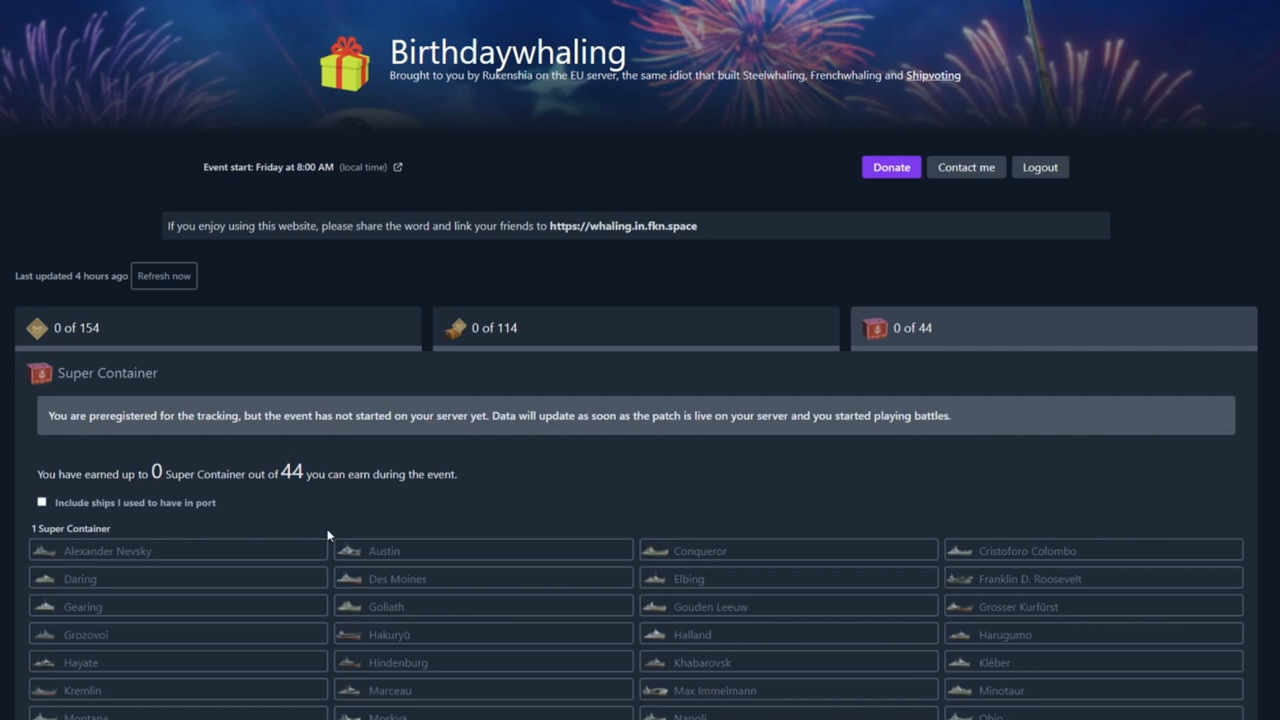 Birthdaywhaling
Brought to you by Rukenshia on the EU server, the same idiot that built Steelwhaling, Frenchwhaling and Shipvoting
Event start: Friday at 8:00 AM (local time)
Donate
Contact me
Logout
If you enjoy using this website, please share the word and link your friends to https://whaling.in.fkn.space
Last updated 4 hours ago Refresh now
0 of 154
0 of 114
0 of 44
Super Container
You are preregistered for the tracking, but the event has not started on your server yet. Data will update as soon as the patch is live on your server and you started playing battles.
You have earned up to 0 Super Container out of 44 you can earn during the event.
Include ships I used to have in port
1 Super Container
Alexander Nevsky
Austin
Conqueror
Cristoforo Colombo
Daring
Des Moines
Elbing
Franklin D. Roosevelt
Gearing
Goliath
Gouden Leeuw
Grosser Kurfürst
Grozovoi
Hakuryū
Halland
Harugumo
Hayate
Hindenburg
Khabarovsk
Kléber
Kremlin
Marceau
Max Immelmann
Minotaur
Montana
Moskva
Napoli
Ohio